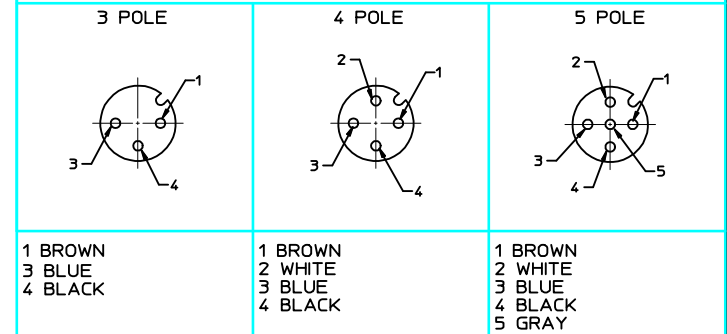 3 POLE
1
3
4
1 BROWN
3 BLUE
4 BLACK
4 POLE
2
1
3
4
1 BROWN
2 WHITE
3 BLUE
4 BLACK
5 POLE
2
1
3
5
4
1 BROWN
2 WHITE
3 BLUE
4 BLACK
5 GRAY